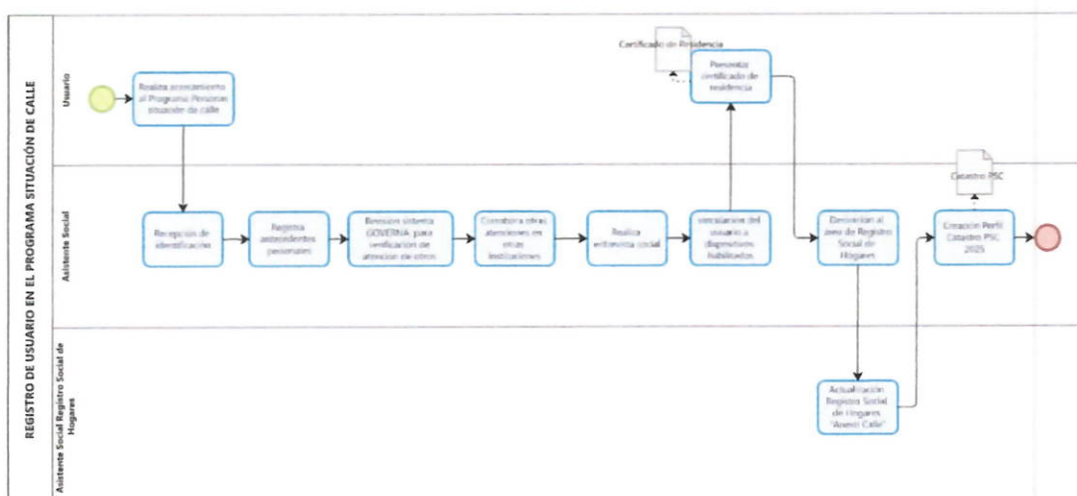 REGISTRO DE USUARIO EN EL PROGRAMA SITUACIÓN DE CALLE
Usuario
Realiza acercamiento
al Programa Personas
situación de calle
Certificado de Residencia
Presentar
certificado de
residencia
Asistente Social
Recepción de
identificación
Registra
antecedentes
personales
Revisión sistema
GOVERNA para
verificación de
atención de otros
Corrobora otras
atenciones en
otras
instituciones
Realiza
entrevista social
vinculación del
usuario a
dispositivos
habilitados
Derivación al
área de Registro
Social de
Hogares
Catastro PSC
Creación Perfil
Catastro PSC
2025
Asistente Social Registro Social de
Hogares
Actualización
Registro Social
de Hogares
"Anexo Calle"